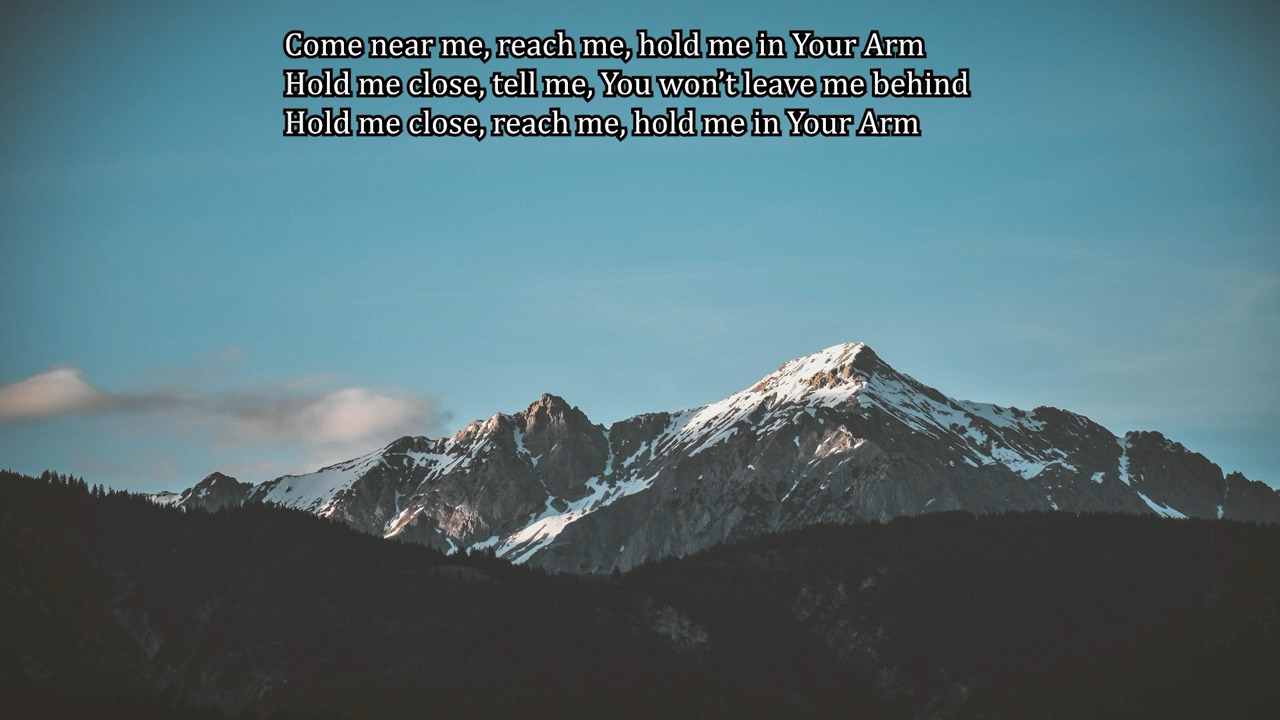 Come near me, reach me, hold me in Your Arm
Hold me close, tell me, You won’t leave me behind
Hold me close, reach me, hold me in Your Arm